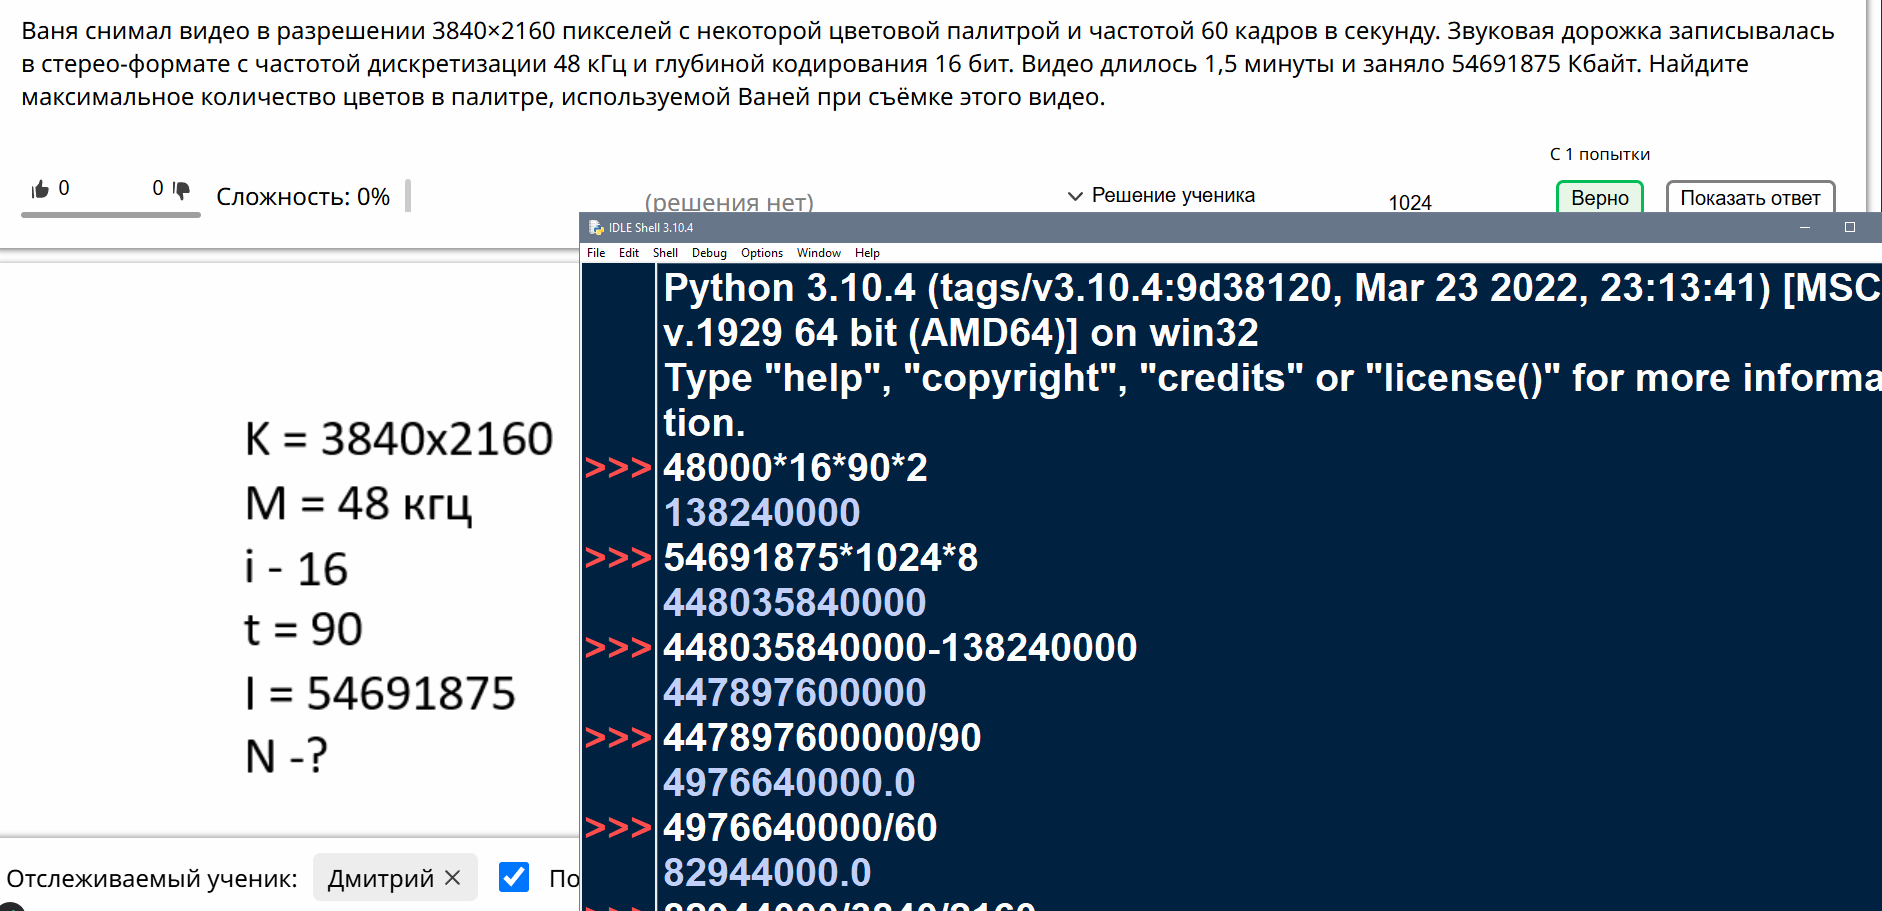 Ваня снимал видео в разрешении 3840×2160 пикселей с некоторой цветовой палитрой и частотой 60 кадров в секунду. Звуковая дорожка записывалась
в стерео-формате с частотой дискретизации 48 кГц и глубиной кодирования 16 бит. Видео длилось 1,5 минуты и заняло 54691875 Кбайт. Найдите
максимальное количество цветов в палитре, используемой Ваней при съёмке этого видео.
С 1 попытки
0 0 Сложность: 0% (решения нет) Решение ученика 1024 Верно Показать ответ
IDLE Shell 3.10.4
File Edit Shell Debug Options Window Help
Python 3.10.4 (tags/v3.10.4:9d38120, Mar 23 2022, 23:13:41) [MSC
v.1929 64 bit (AMD64)] on win32
Type "help", "copyright", "credits" or "license()" for more informa
tion.
>>> 48000*16*90*2
138240000
>>> 54691875*1024*8
448035840000
>>> 448035840000-138240000
447897600000
>>> 447897600000/90
4976640000.0
>>> 4976640000/60
82944000.0
>>> 82944000/3840/2160
К = 3840х2160
М = 48 кгц
i - 16
t = 90
I = 54691875
N -?
Отслеживаемый ученик: Дмитрий × По